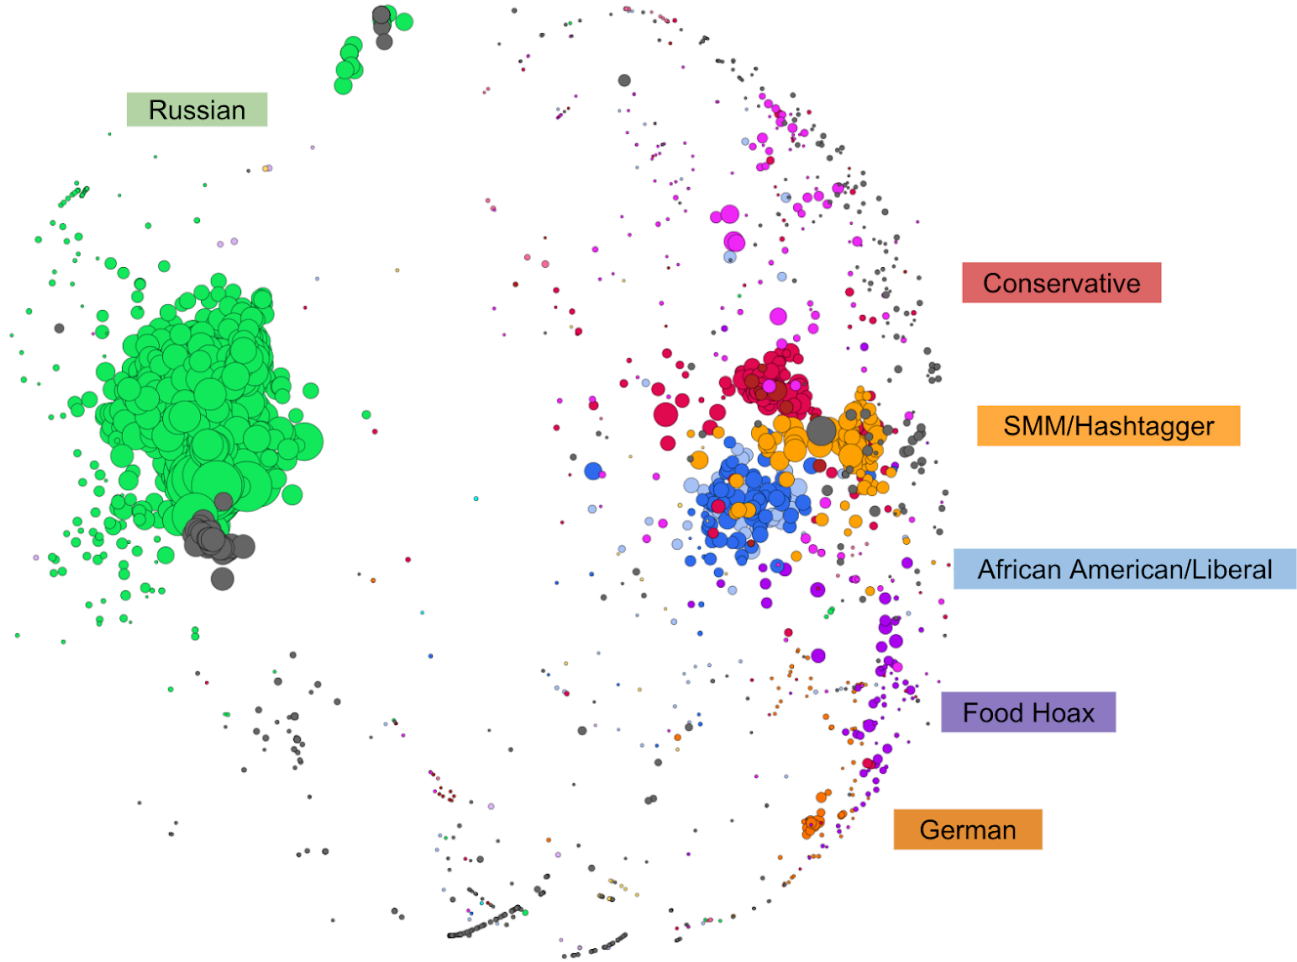 Russian
Conservative
SMM/Hashtagger
African American/Liberal
Food Hoax
German